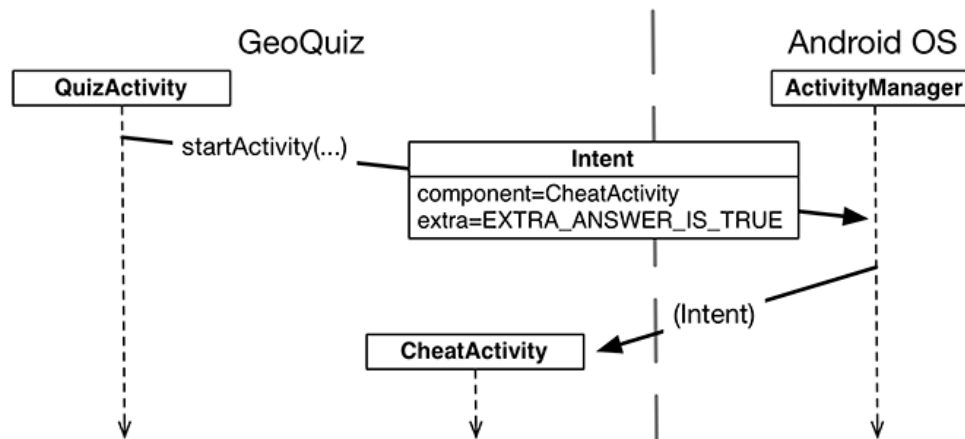 GeoQuiz
Android OS
QuizActivity
ActivityManager
startActivity(...)
Intent
component=CheatActivity
extra=EXTRA_ANSWER_IS_TRUE
(Intent)
CheatActivity